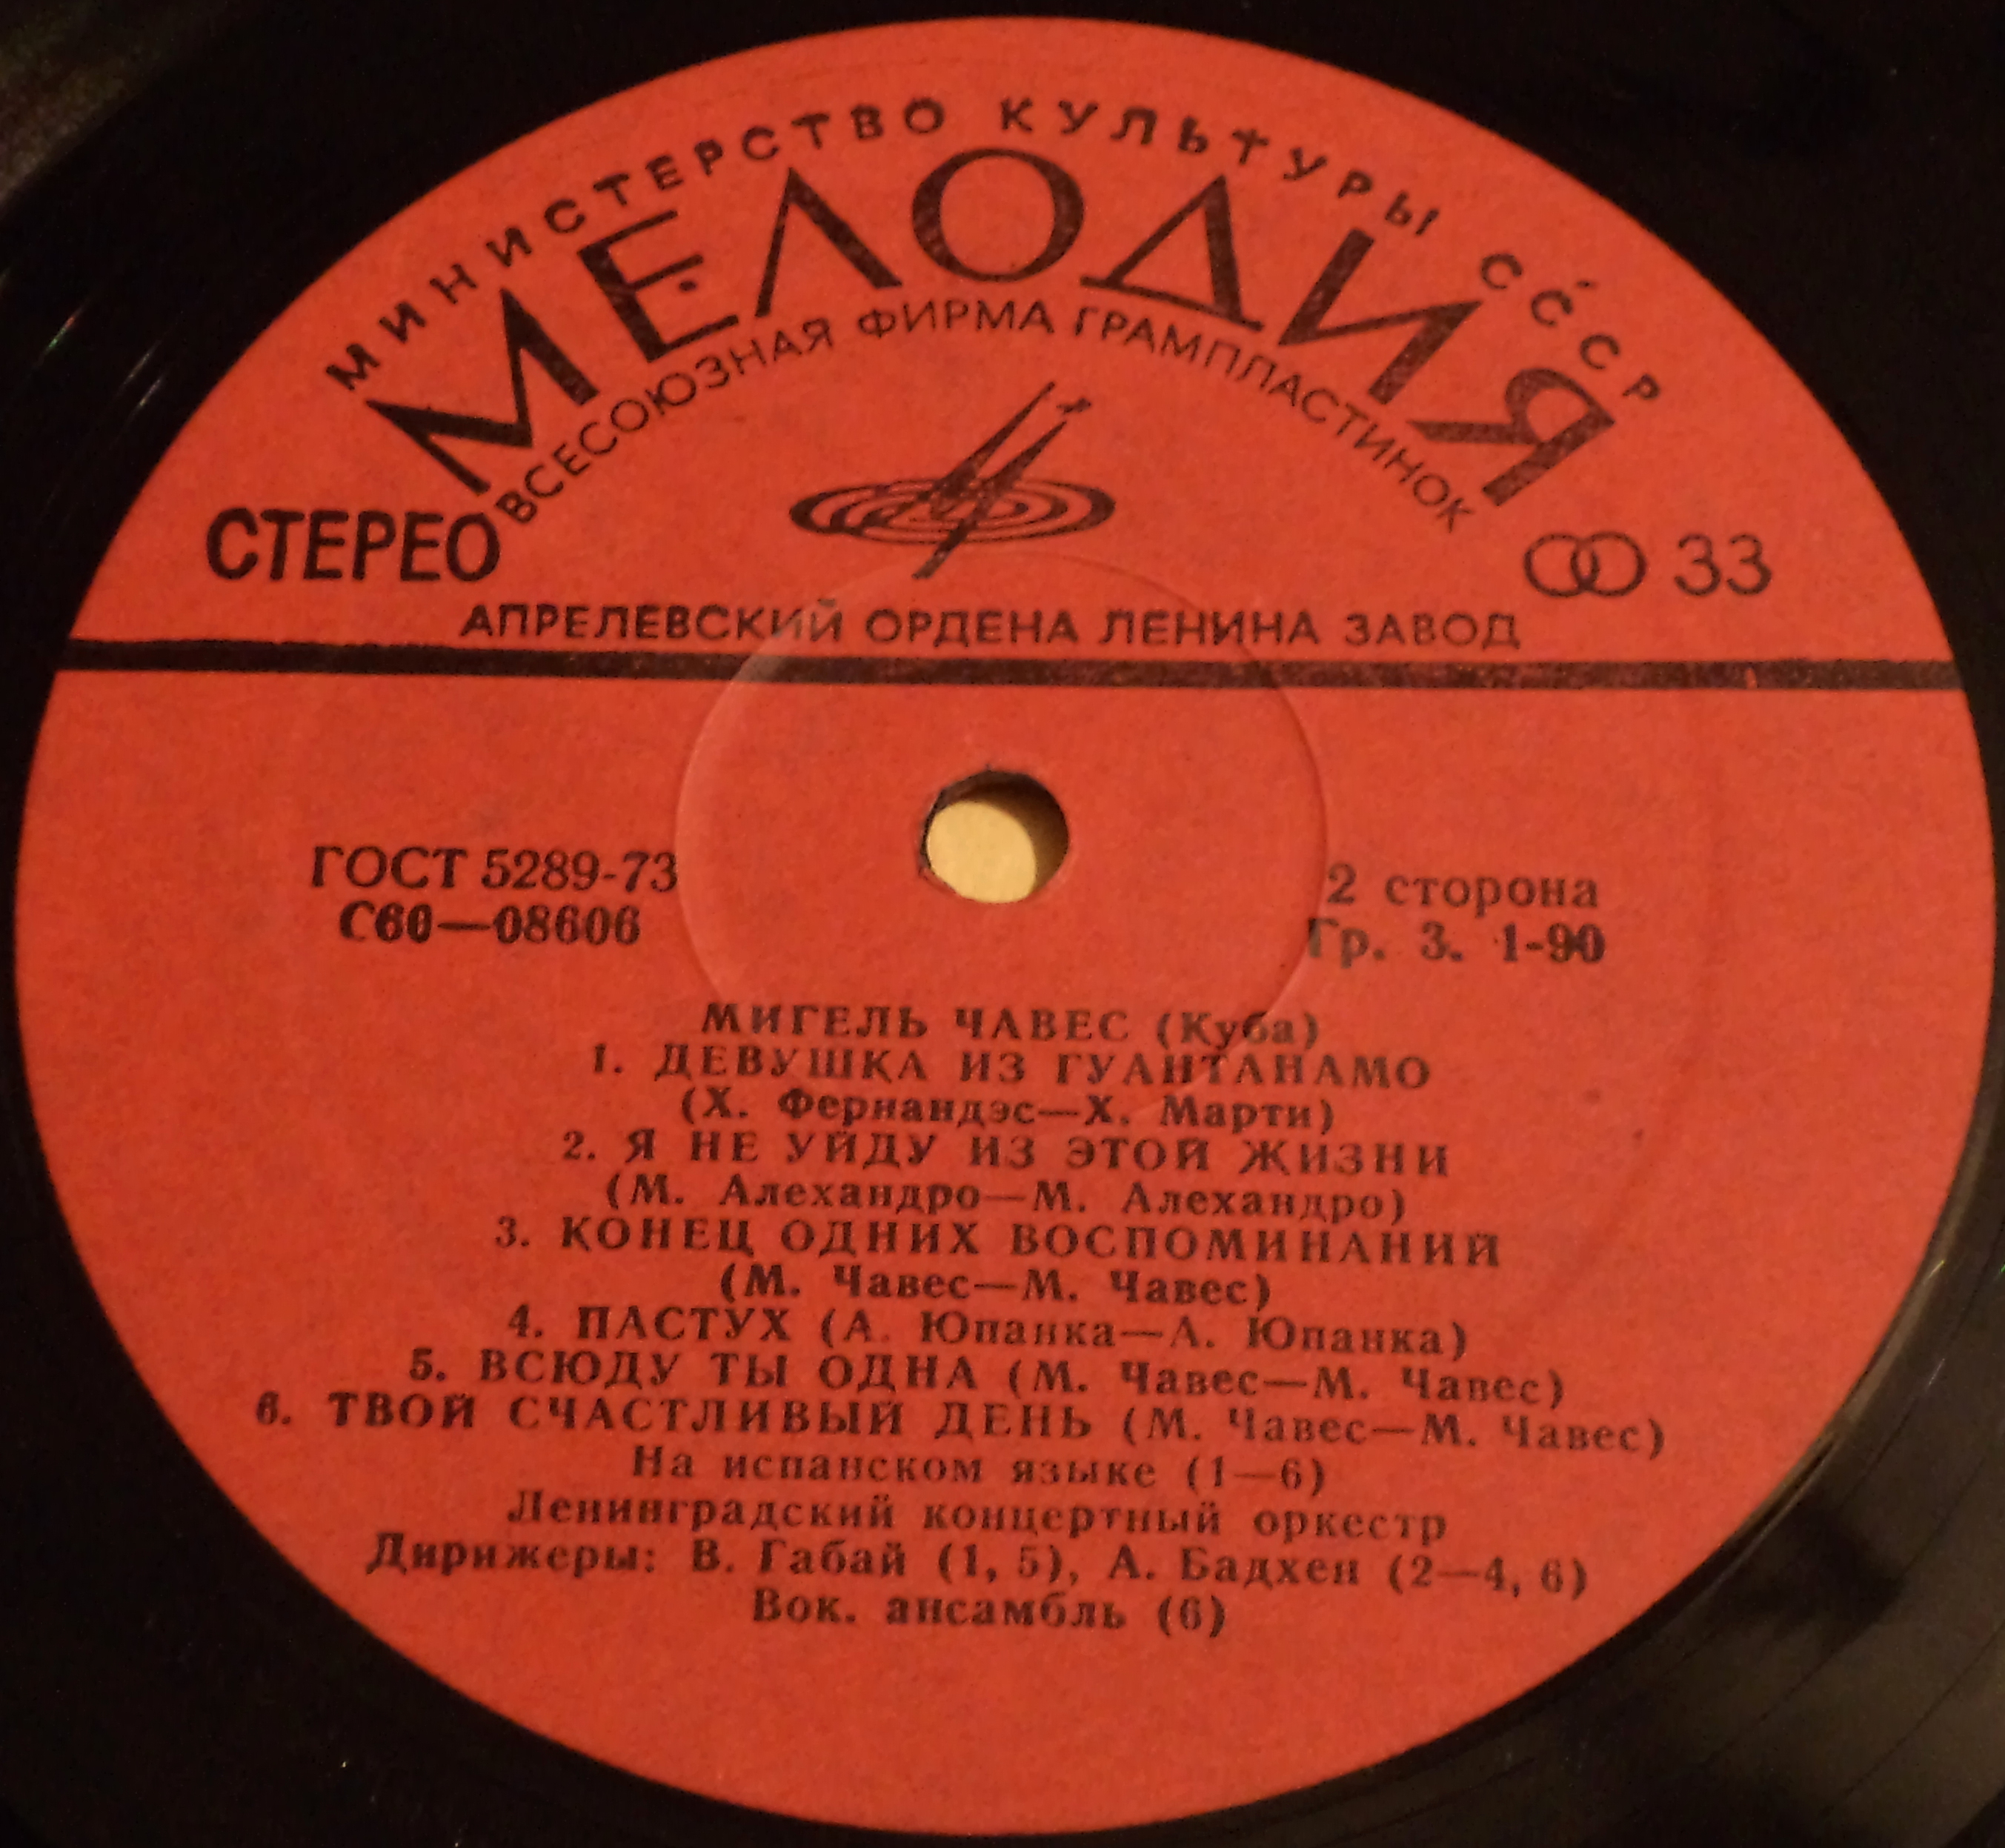 МИНИСТЕРСТВО КУЛЬТУРЫ СССР
МЕЛОДИЯ
ВСЕСОЮЗНАЯ ФИРМА ГРАМПЛАСТИНОК
СТЕРЕО
33
АПРЕЛЕВСКИЙ ОРДЕНА ЛЕНИНА ЗАВОД
ГОСТ 5289-73
С60—08606
2 сторона
Гр. 3. 1-90
МИГЕЛЬ ЧАВЕС (Куба)
1. ДЕВУШКА ИЗ ГУАНТАНАМО
(Х. Фернандэс—Х. Марти)
2. Я НЕ УЙДУ ИЗ ЭТОЙ ЖИЗНИ
(М. Алехандро—М. Алехандро)
3. КОНЕЦ ОДНИХ ВОСПОМИНАНИЙ
(М. Чавес—М. Чавес)
4. ПАСТУХ (А. Юпанка—А. Юпанка)
5. ВСЮДУ ТЫ ОДНА (М. Чавес—М. Чавес)
6. ТВОЙ СЧАСТЛИВЫЙ ДЕНЬ (М. Чавес—М. Чавес)
На испанском языке (1—6)
Ленинградский концертный оркестр
Дирижеры: В. Габай (1, 5), А. Бадхен (2—4, 6)
Вок. ансамбль (6)